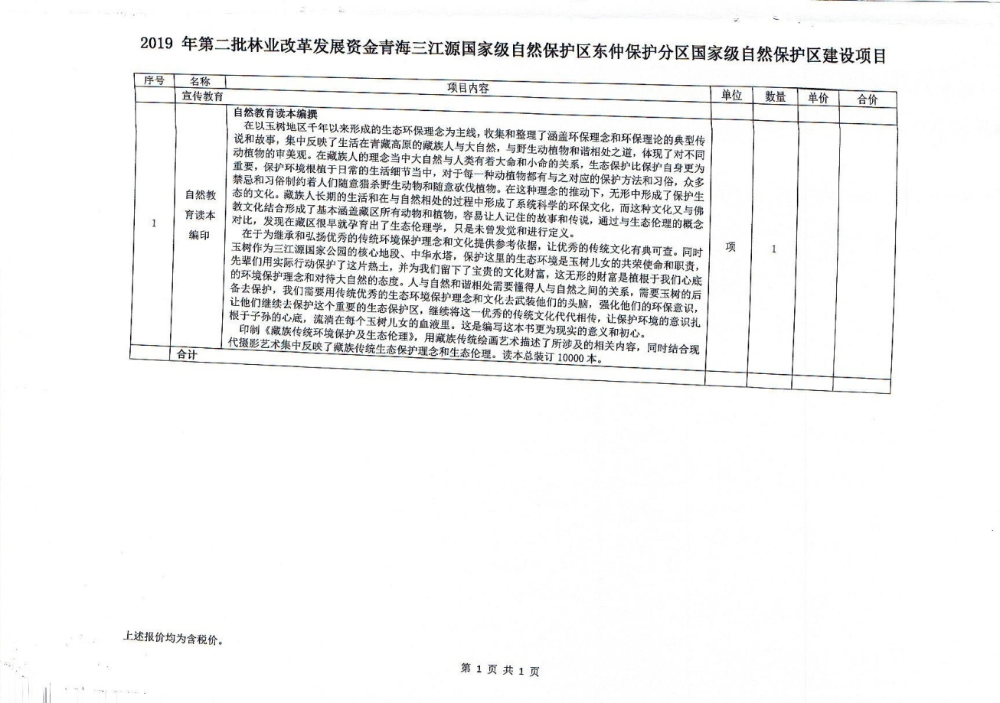 2019 年第二批林业改革发展资金青海三江源国家级自然保护区东仲保护分区国家级自然保护区建设项目
序号 名称 项目内容 单位 数量 单价 合价
宣传教育
自然教育读本编撰
在以玉树地区千年以来形成的生态环保理念为主线，收集和整理了涵盖环保理念和环保理论的典型传
说和故事，集中反映了生活在青藏高原的藏族人与大自然，与野生动植物和谐相处之道，体现了对不同
动植物的审美观。在藏族人的理念当中大自然与人类有着大命和小命的关系，生态保护比保护自身更为
重要，保护环境根植于日常的生活细节当中，对于每一种动植物都有与之对应的保护方法和习俗，众多
禁忌和习俗制约着人们随意猎杀野生动物和随意砍伐植物。在这种理念的推动下，无形中形成了保护生
态的文化。藏族人长期的生活和在与自然相处的过程中形成了系统科学的环保文化，而这种文化又与佛
教文化结合形成了基本涵盖藏区所有动物和植物，容易让人记住的故事和传说，通过与生态伦理的概念
对比，发现在藏区很早就孕育出了生态伦理学，只是未曾发觉和进行定义。
在于为继承和弘扬优秀的传统环境保护理念和文化提供参考依据，让优秀的传统文化有典可查。同时
玉树作为三江源国家公园的核心地段、中华水塔，保护这里的生态环境是玉树儿女的共荣使命和职责，
先辈们用实际行动保护了这片热土，并为我们留下了宝贵的文化财富，这无形的财富是植根于我们心底
的环境保护理念和对待大自然的态度。人与自然和谐相处需要懂得人与自然之间的关系，需要玉树的后
备去保护，我们需要用传统优秀的生态环境保护理念和文化去武装他们的头脑，强化他们的环保意识，
让他们继续去保护这个重要的生态保护区，继续将这一优秀的传统文化代代相传，让保护环境的意识扎
根于子孙的心底，流淌在每个玉树儿女的血液里。这是编写这本书更为现实的意义和初心。
印制《藏族传统环境保护及生态伦理》，用藏族传统绘画艺术描述了所涉及的相关内容，同时结合现
代摄影艺术集中反映了藏族传统生态保护理念和生态伦理。读本总装订 10000 本。
1
自然教
育读本
编印
项 1
合计
上述报价均为含税价。
第 1 页 共 1 页